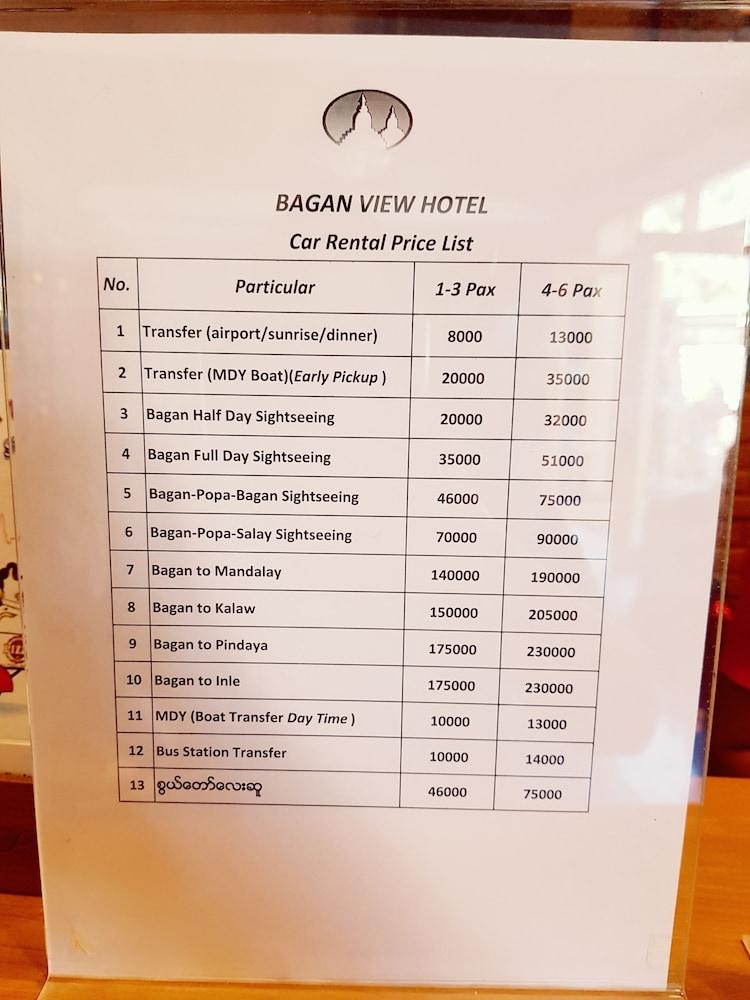 BAGAN VIEW HOTEL
Car Rental Price List
No. Particular 1-3 Pax 4-6 Pax
1 Transfer (airport/sunrise/dinner) 8000 13000
2 Transfer (MDY Boat)(Early Pickup ) 20000 35000
3 Bagan Half Day Sightseeing 20000 32000
4 Bagan Full Day Sightseeing 35000 51000
5 Bagan-Popa-Bagan Sightseeing 46000 75000
6 Bagan-Popa-Salay Sightseeing 70000 90000
7 Bagan to Mandalay 140000 190000
8 Bagan to Kalaw 150000 205000
9 Bagan to Pindaya 175000 230000
10 Bagan to Inle 175000 230000
11 MDY (Boat Transfer Day Time ) 10000 13000
12 Bus Station Transfer 10000 14000
13 စွယ်တော်လေးဆူ 46000 75000